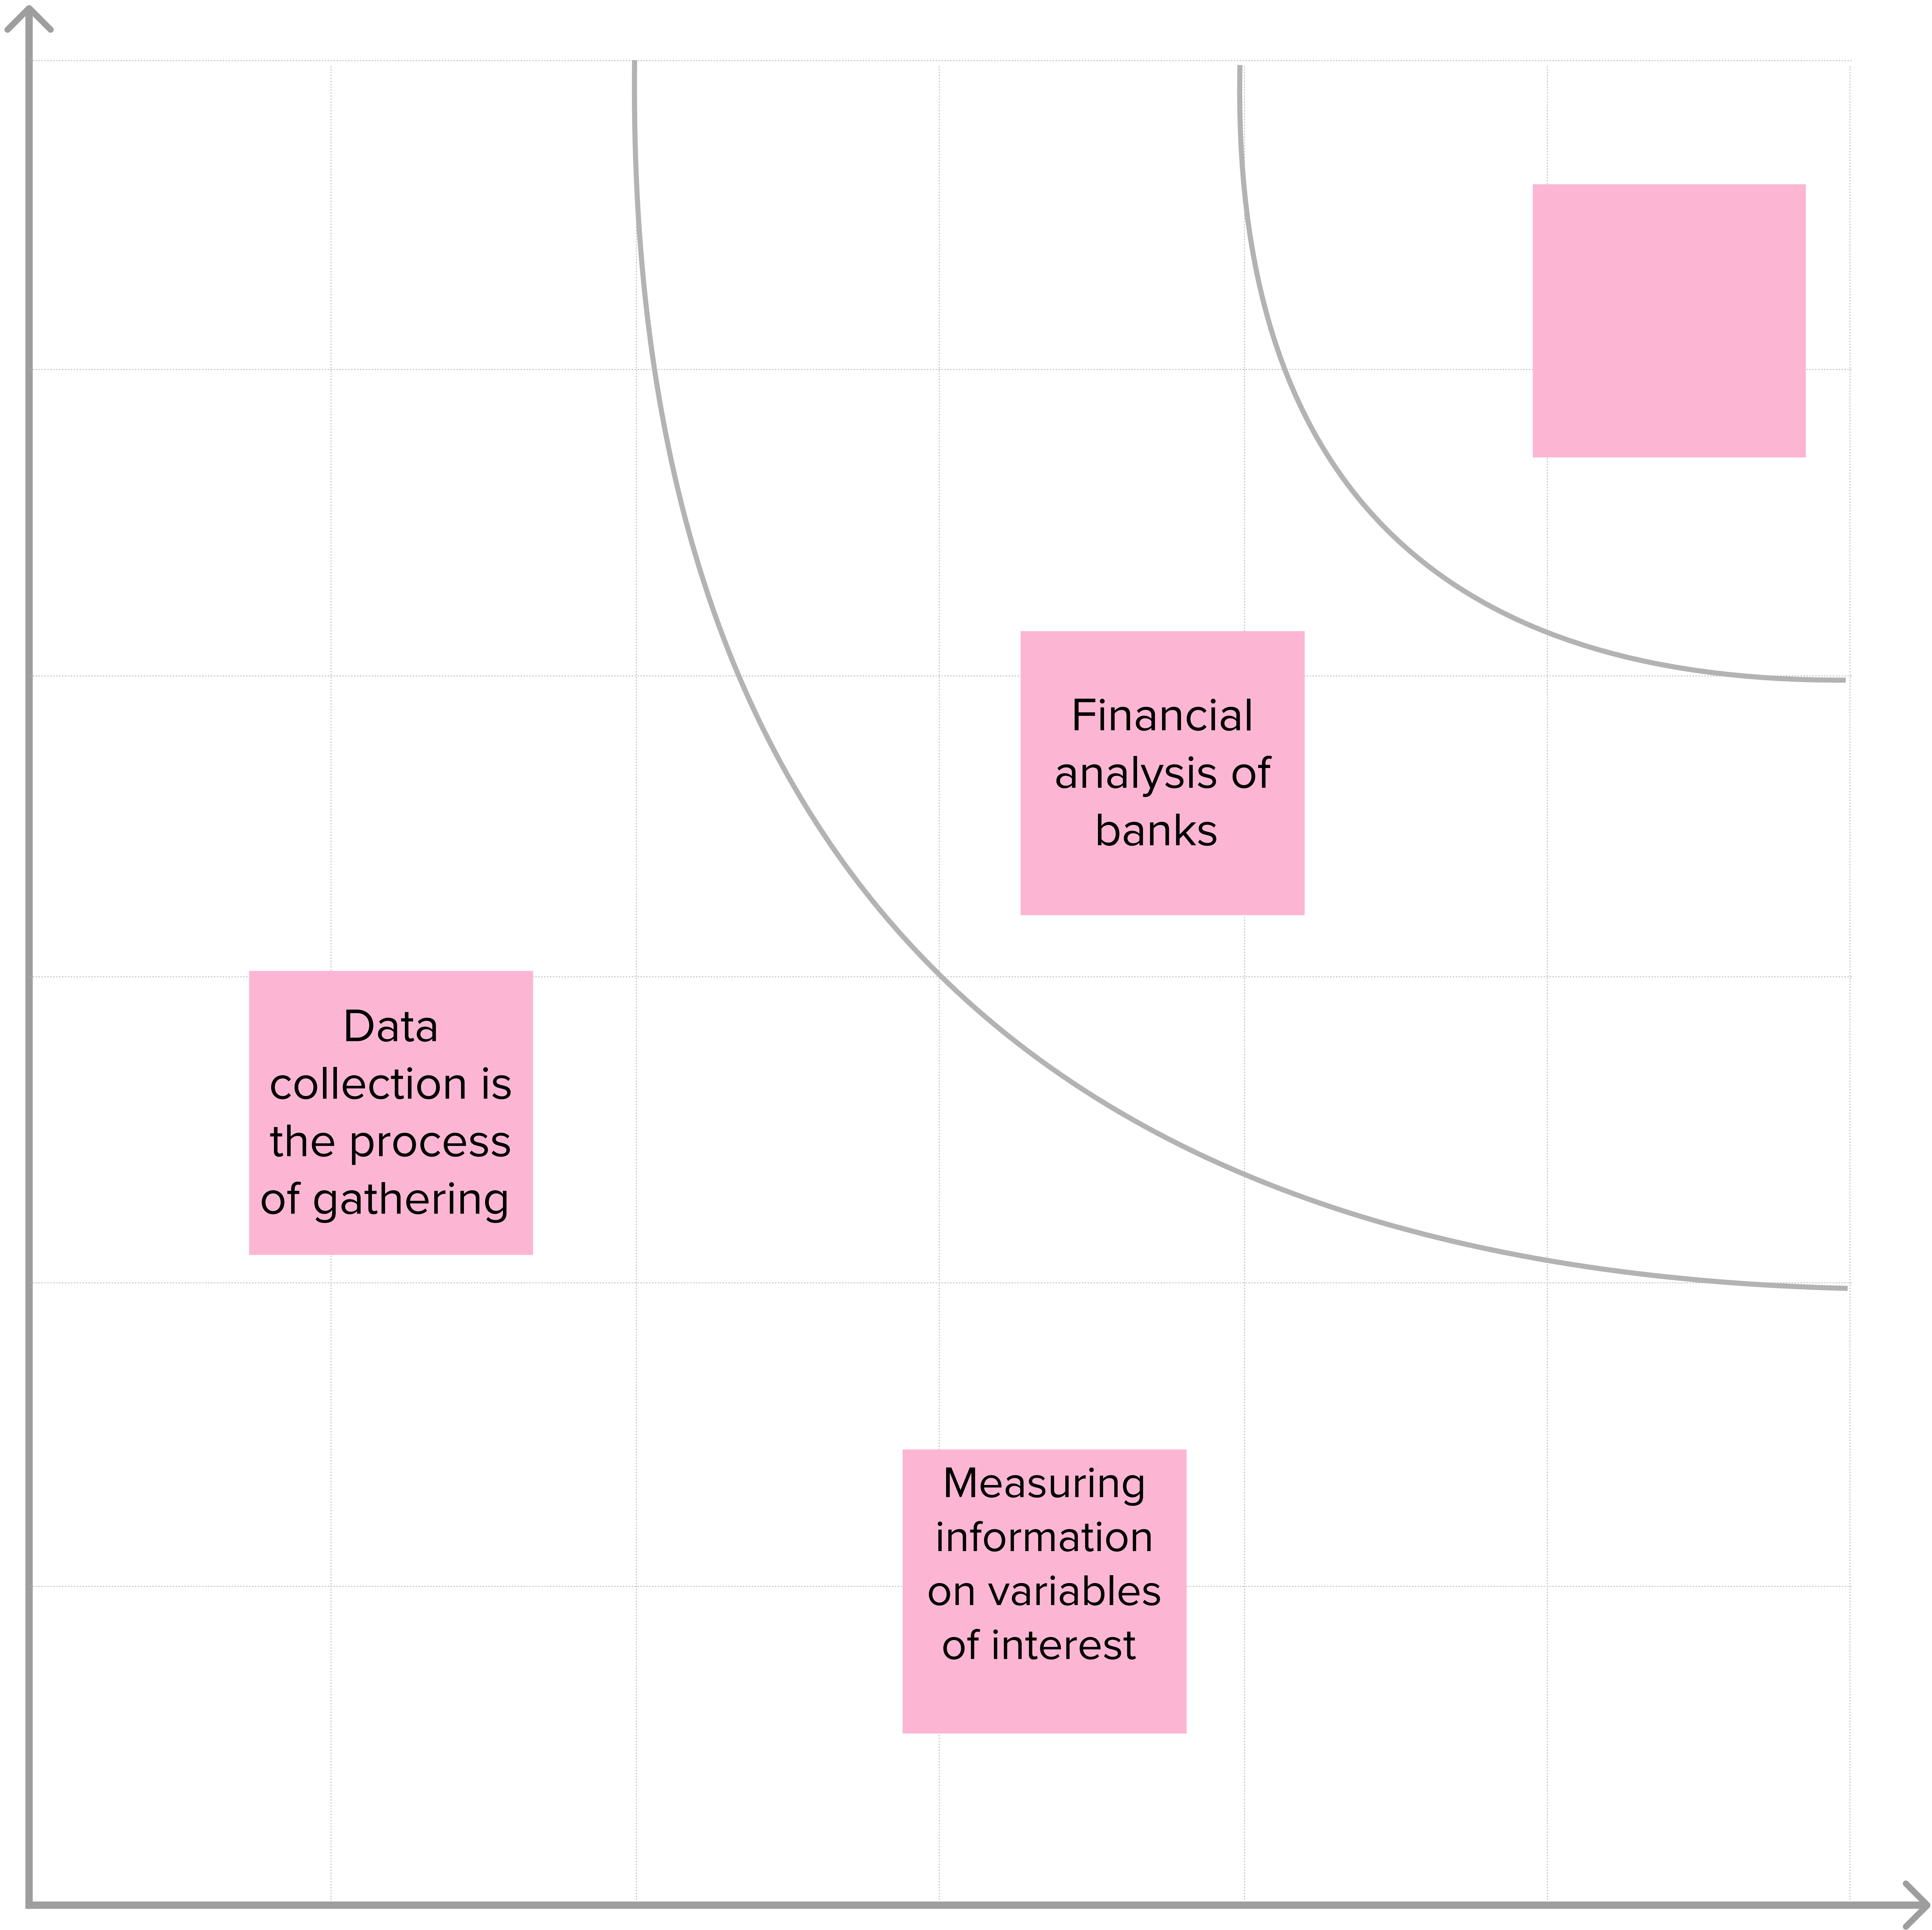 Financial
analysis of
banks
Data
collection is
the process
of gathering
Measuring
information
on variables
of interest